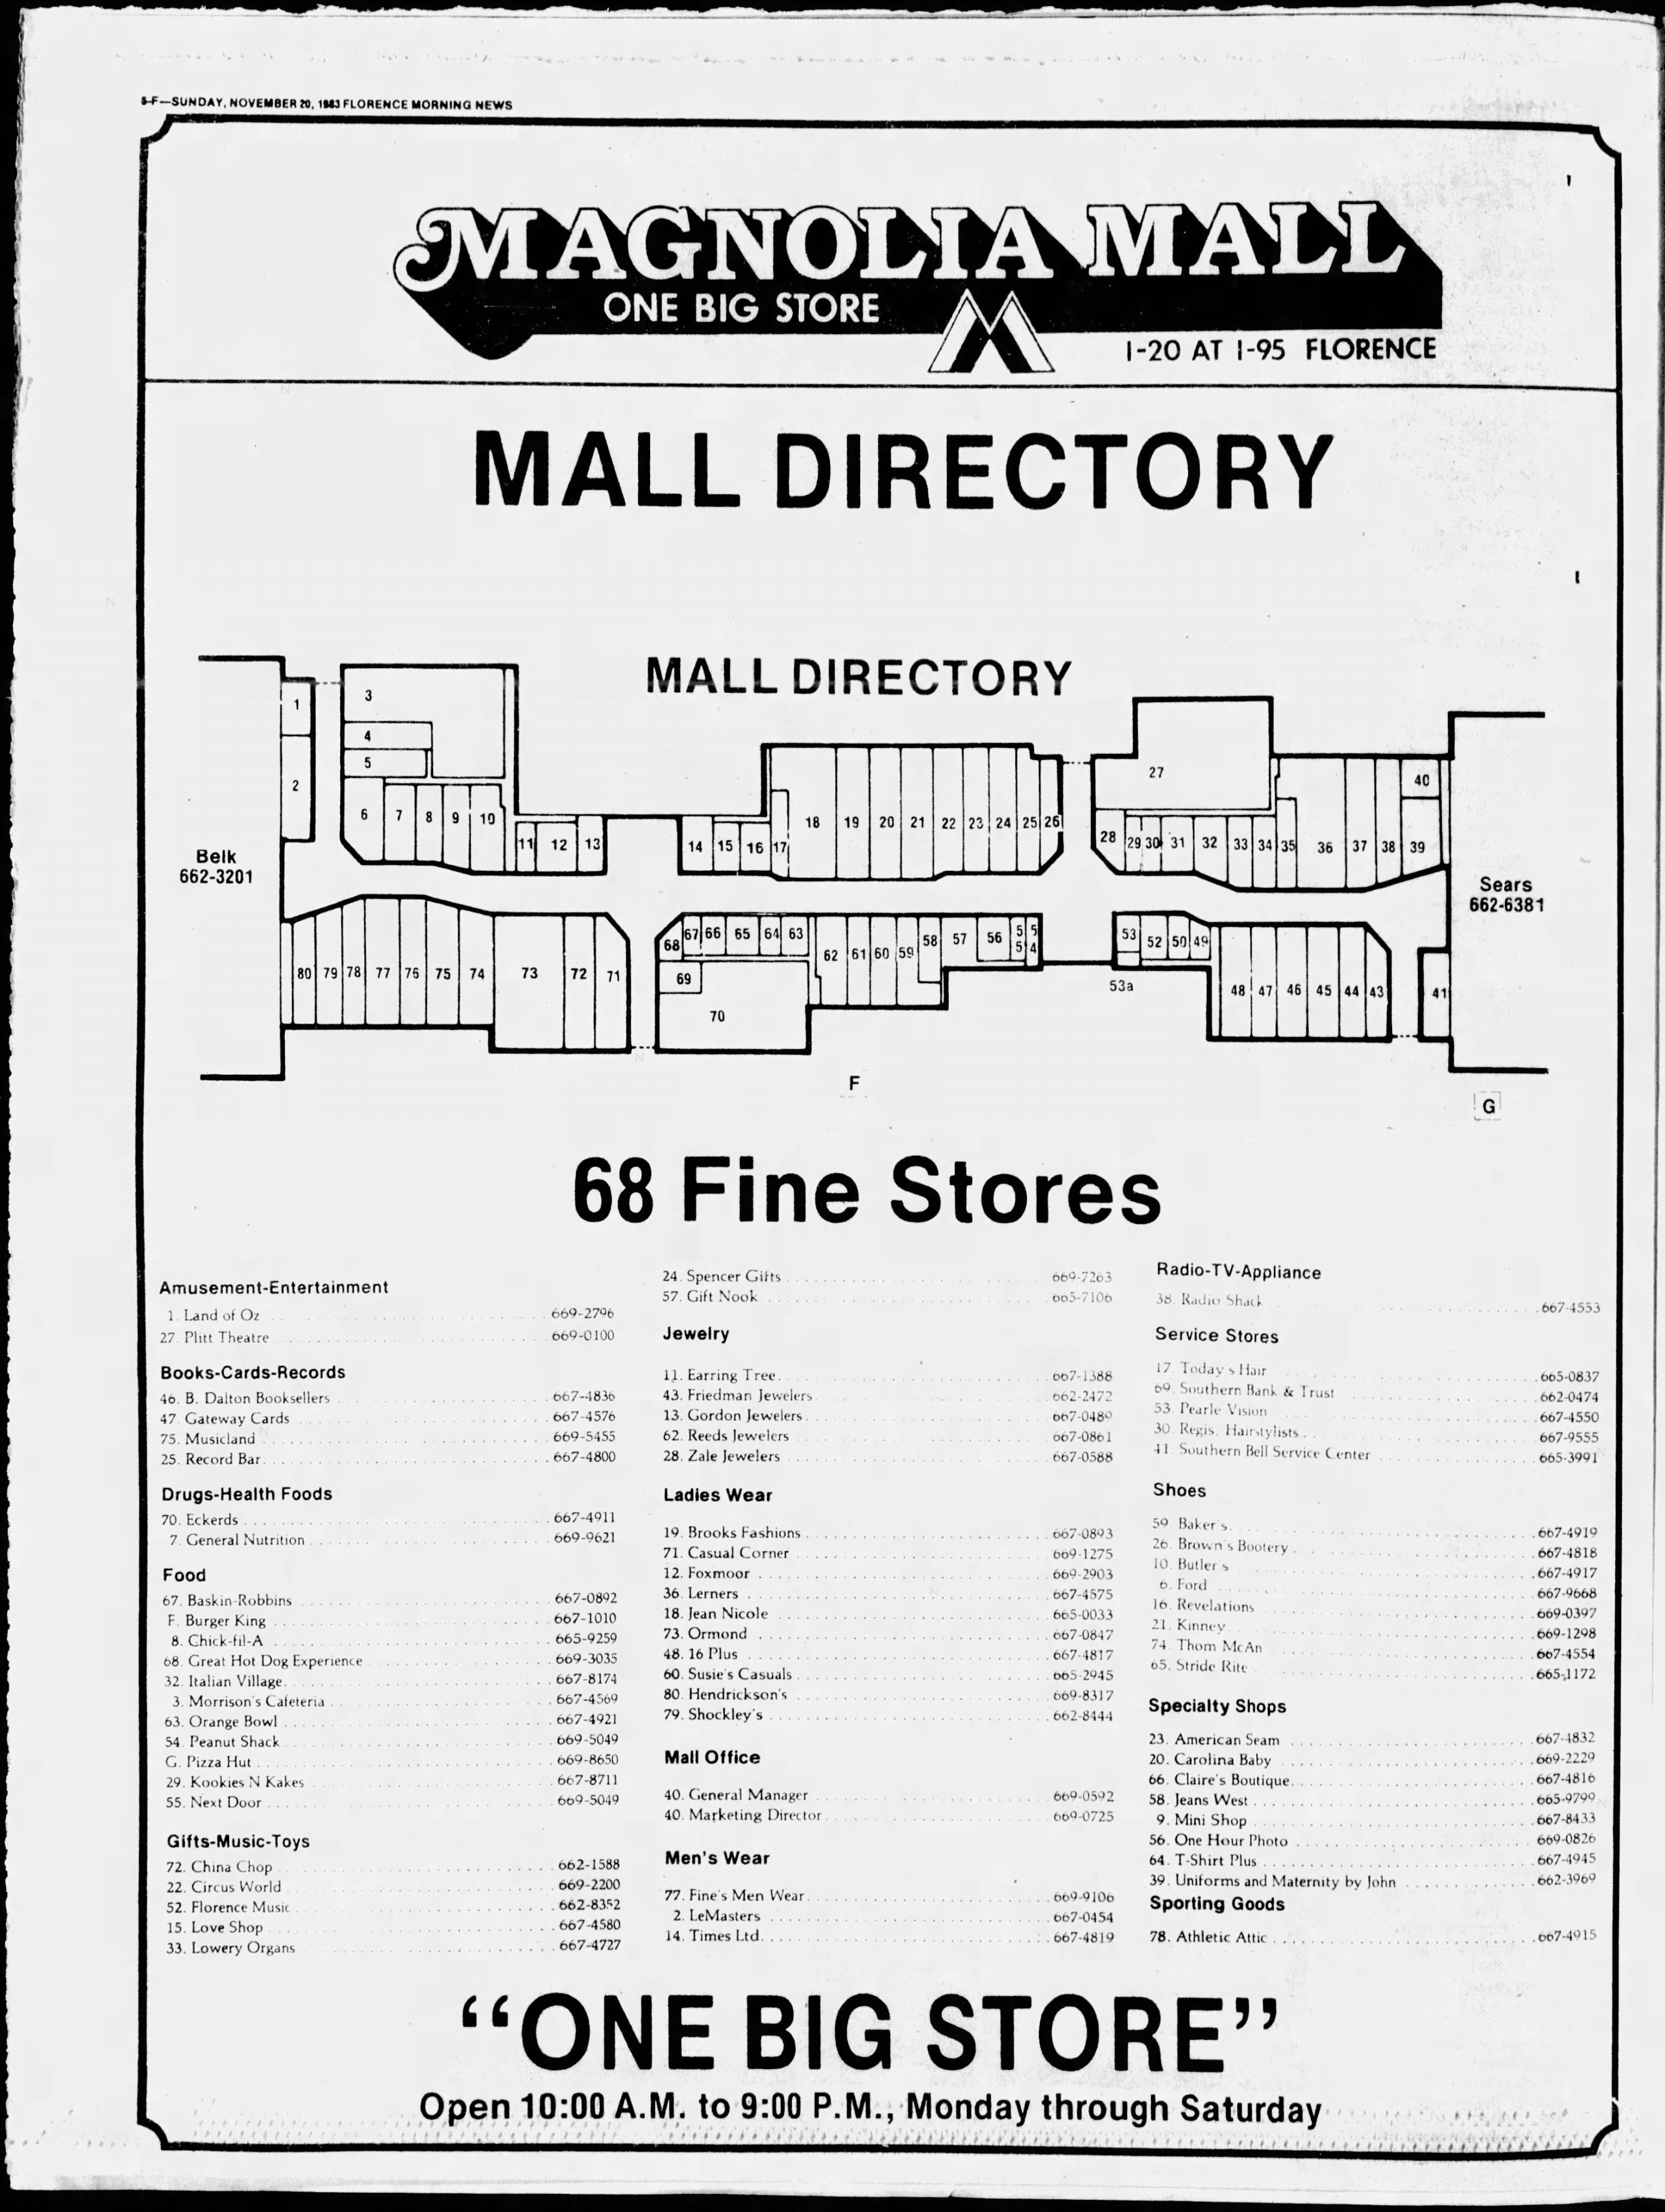 5-F—SUNDAY, NOVEMBER 20, 1983 FLORENCE MORNING NEWS
MAGNOLIA MALL
ONE BIG STORE
I-20 AT I-95 FLORENCE
MALL DIRECTORY
MALL DIRECTORY
1
2
3
4
5
6 7 8 9 10
11 12 13
14 15 16 17
18 19 20 21 22 23 24 25 26
27
28 29 30 31 32 33 34 35 36 37 38 39
40
Belk
662-3201
Sears
662-6381
80 79 78 77 76 75 74 73 72 71
68 67 66 65 64 63
69
70
62 61 60 59 58 57 56 55 54
53 52 50 49
53a
48 47 46 45 44 43
41
F
G
68 Fine Stores
Amusement-Entertainment
1. Land of Oz 669-2796
27. Plitt Theatre 669-0100
Books-Cards-Records
46. B. Dalton Booksellers 667-4836
47. Gateway Cards 667-4576
75. Musicland 669-5455
25. Record Bar 667-4800
Drugs-Health Foods
70. Eckerds 667-4911
7. General Nutrition 669-9621
Food
67. Baskin-Robbins 667-0892
F. Burger King 667-1010
8. Chick-fil-A 665-9259
68. Great Hot Dog Experience 669-3035
32. Italian Village 667-8174
3. Morrison's Cafeteria 667-4569
63. Orange Bowl 667-4921
54. Peanut Shack 669-5049
G. Pizza Hut 669-8650
29. Kookies N Kakes 667-8711
55. Next Door 669-5049
Gifts-Music-Toys
72. China Chop 662-1588
22. Circus World 669-2200
52. Florence Music 662-8352
15. Love Shop 667-4580
33. Lowery Organs 667-4727
24. Spencer Gifts 669-7263
57. Gift Nook 665-7106
Jewelry
11. Earring Tree 667-1388
43. Friedman Jewelers 662-2472
13. Gordon Jewelers 667-0489
62. Reeds Jewelers 667-0861
28. Zale Jewelers 667-0588
Ladies Wear
19. Brooks Fashions 667-0893
71. Casual Corner 669-1275
12. Foxmoor 669-2903
36. Lerners 667-4575
18. Jean Nicole 665-0033
73. Ormond 667-0847
48. 16 Plus 667-4817
60. Susie's Casuals 665-2945
80. Hendrickson's 669-8317
79. Shockley's 662-8444
Mall Office
40. General Manager 669-0592
40. Marketing Director 669-0725
Men's Wear
77. Fine's Men Wear 669-9106
2. LeMasters 667-0454
14. Times Ltd. 667-4819
Radio-TV-Appliance
38. Radio Shack 667-4553
Service Stores
17. Today's Hair 665-0837
69. Southern Bank & Trust 662-0474
53. Pearle Vision 667-4550
30. Regis, Hairstylists 667-9555
41. Southern Bell Service Center 665-3991
Shoes
59. Baker's 667-4919
26. Brown's Bootery 667-4818
10. Butler's 667-4917
6. Ford 667-9668
16. Revelations 669-0397
21. Kinney 669-1298
74. Thom McAn 667-4554
65. Stride Rite 665-1172
Specialty Shops
23. American Seam 667-4832
20. Carolina Baby 669-2229
66. Claire's Boutique 667-4816
58. Jeans West 665-9799
9. Mini Shop 667-8433
56. One Hour Photo 669-0826
64. T-Shirt Plus 667-4945
39. Uniforms and Maternity by John 662-3969
Sporting Goods
78. Athletic Attic 667-4915
"ONE BIG STORE"
Open 10:00 A.M. to 9:00 P.M., Monday through Saturday